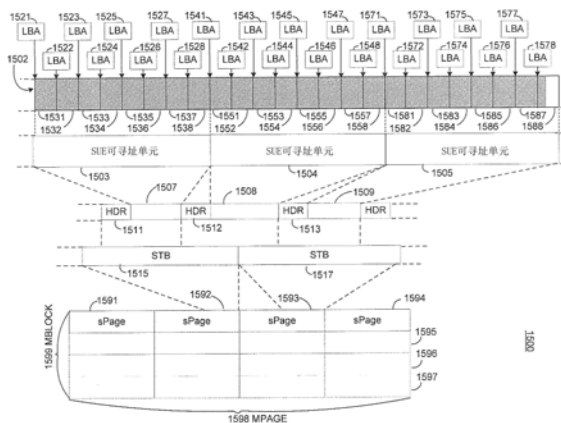 1521 1523 1525 1527 1541 1543 1545 1547 1571 1573 1575 1577
LBA LBA LBA LBA LBA LBA LBA LBA LBA LBA LBA LBA
1522 1524 1526 1528 1542 1544 1546 1548 1572 1574 1576 1578
LBA LBA LBA LBA LBA LBA LBA LBA LBA LBA LBA LBA
1502
1531 1533 1535 1537 1551 1553 1555 1557 1581 1583 1585 1587
1532 1534 1536 1538 1552 1554 1556 1558 1582 1584 1586 1588
SUE可寻址单元 SUE可寻址单元 SUE可寻址单元
1503 1504 1505
1507 1508 1509
HDR HDR HDR HDR
1511 1512 1513
STB STB
1515 1517
1591 1592 1593 1594
sPage sPage sPage sPage
1595
1596
1597
1599 MBLOCK
1598 MPAGE
1500